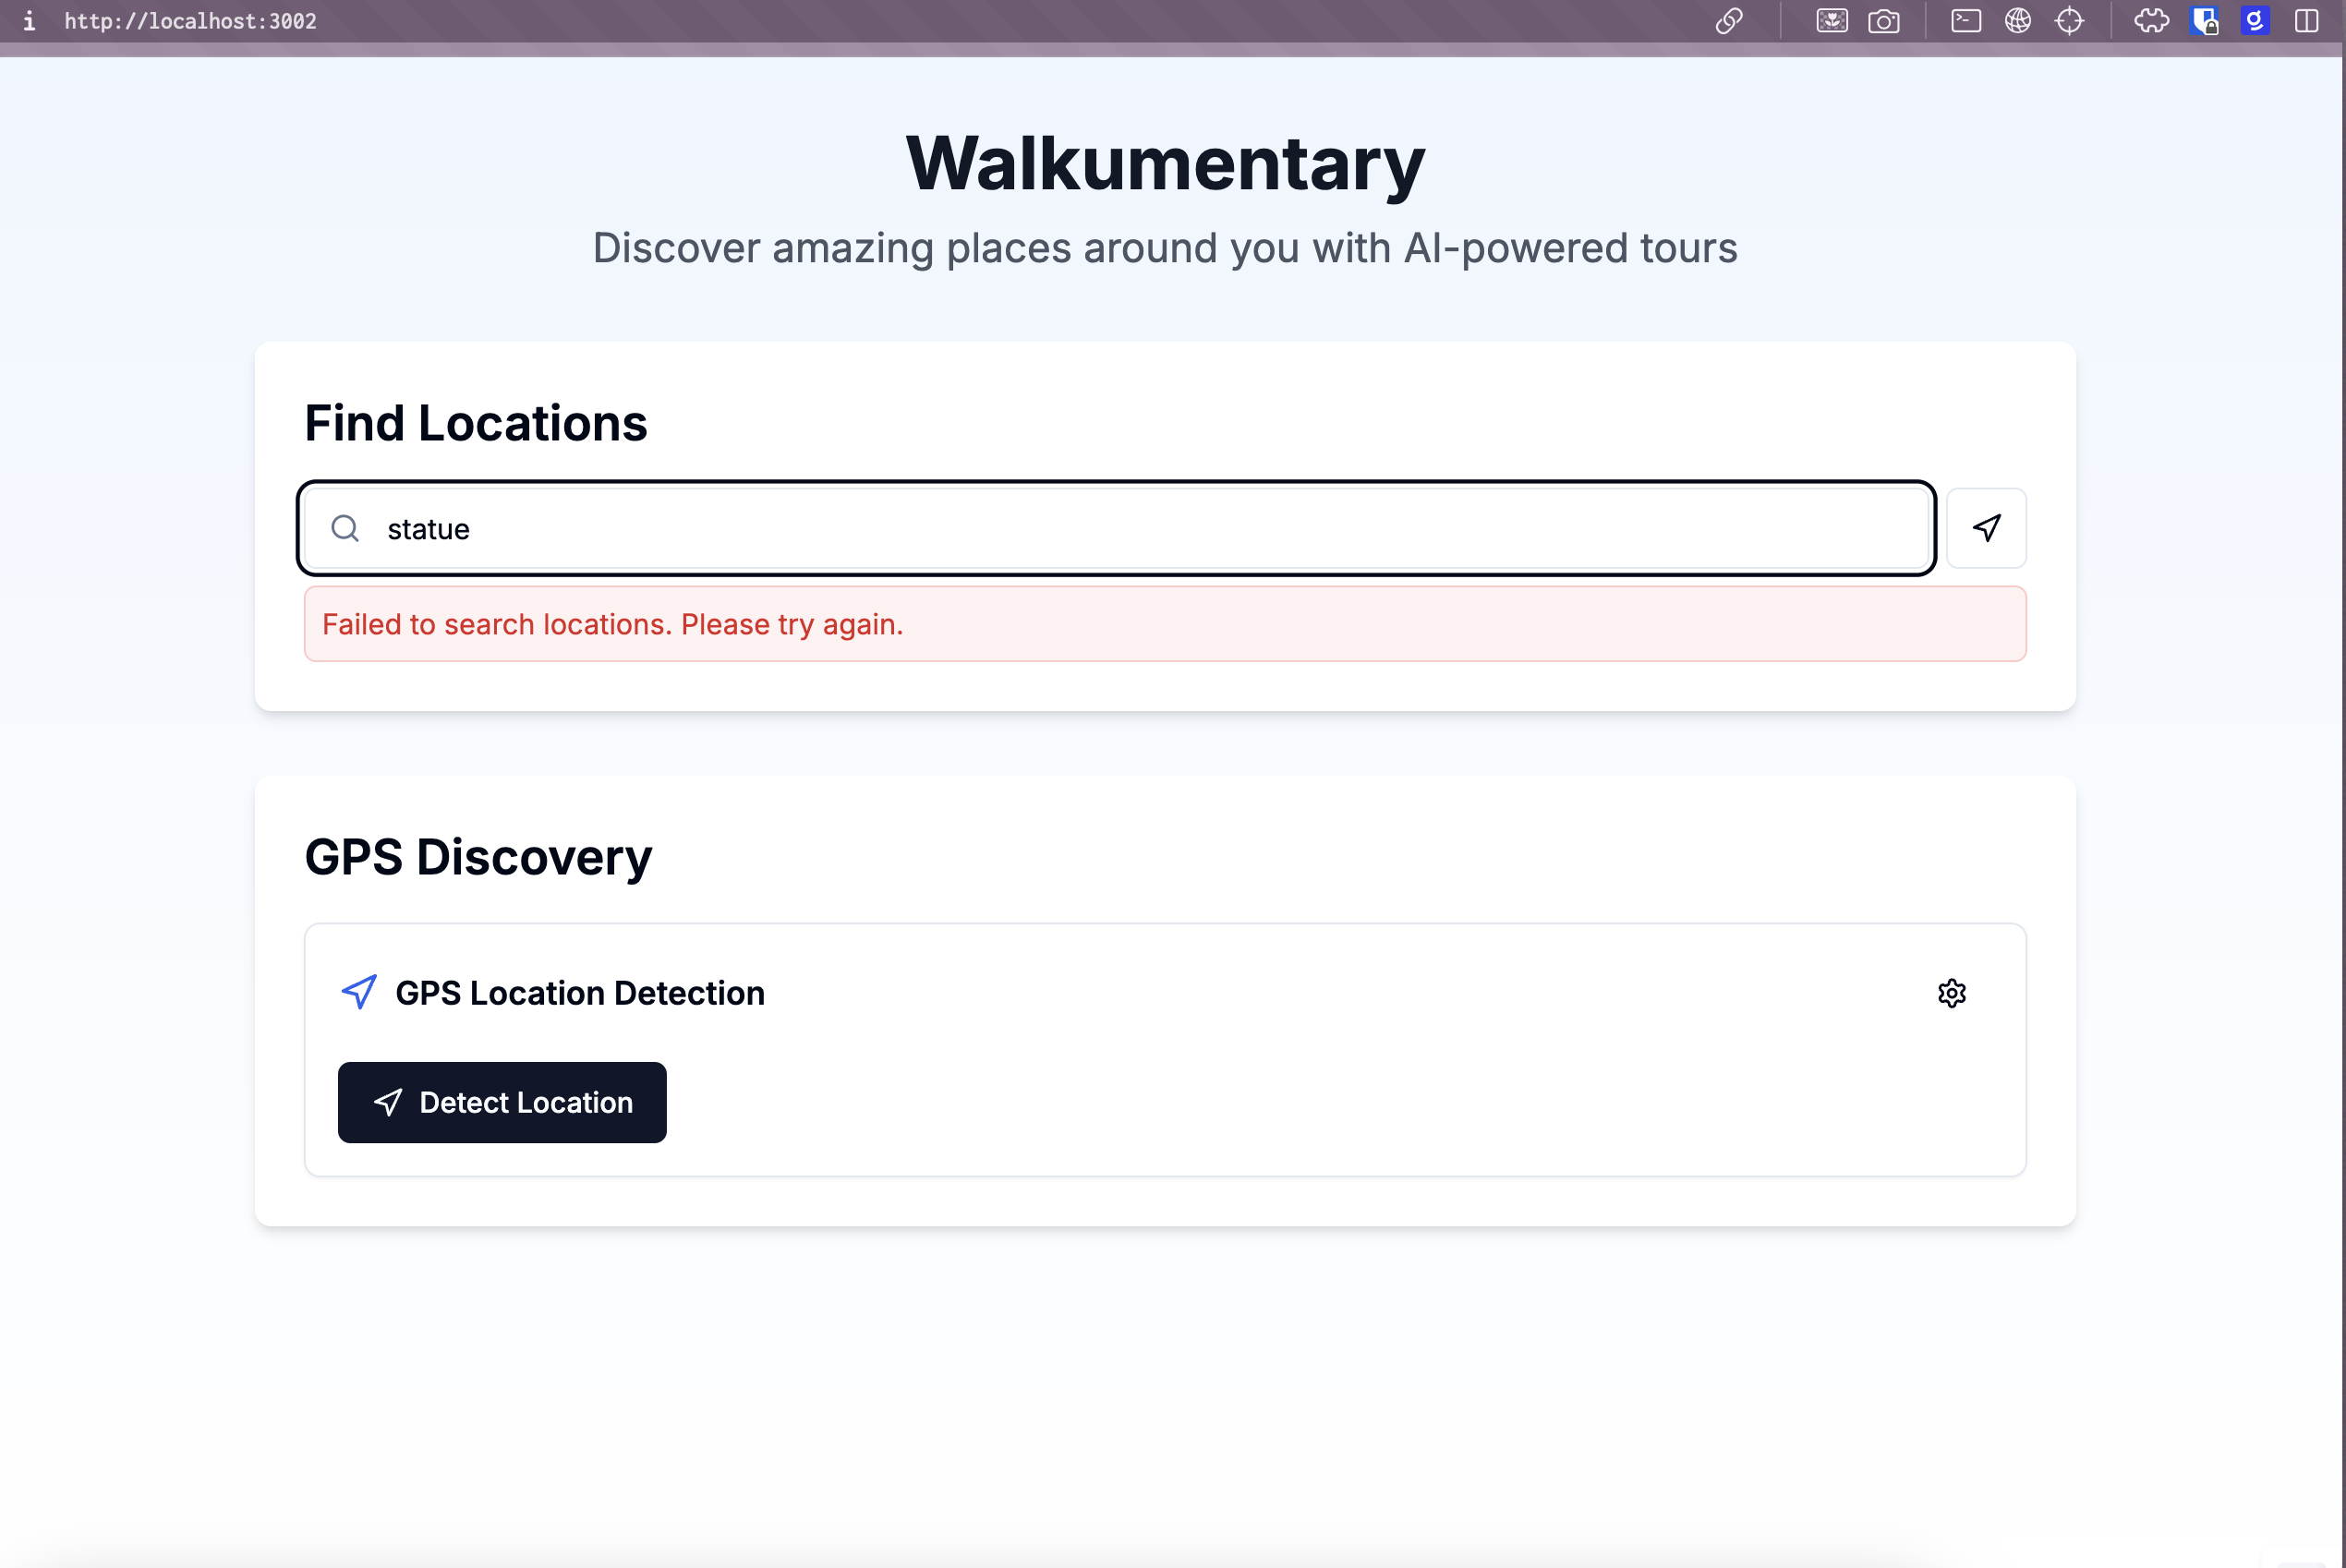 http://localhost:3002
Walkumentary
Discover amazing places around you with AI-powered tours
Find Locations
statue
Failed to search locations. Please try again.
GPS Discovery
GPS Location Detection
Detect Location